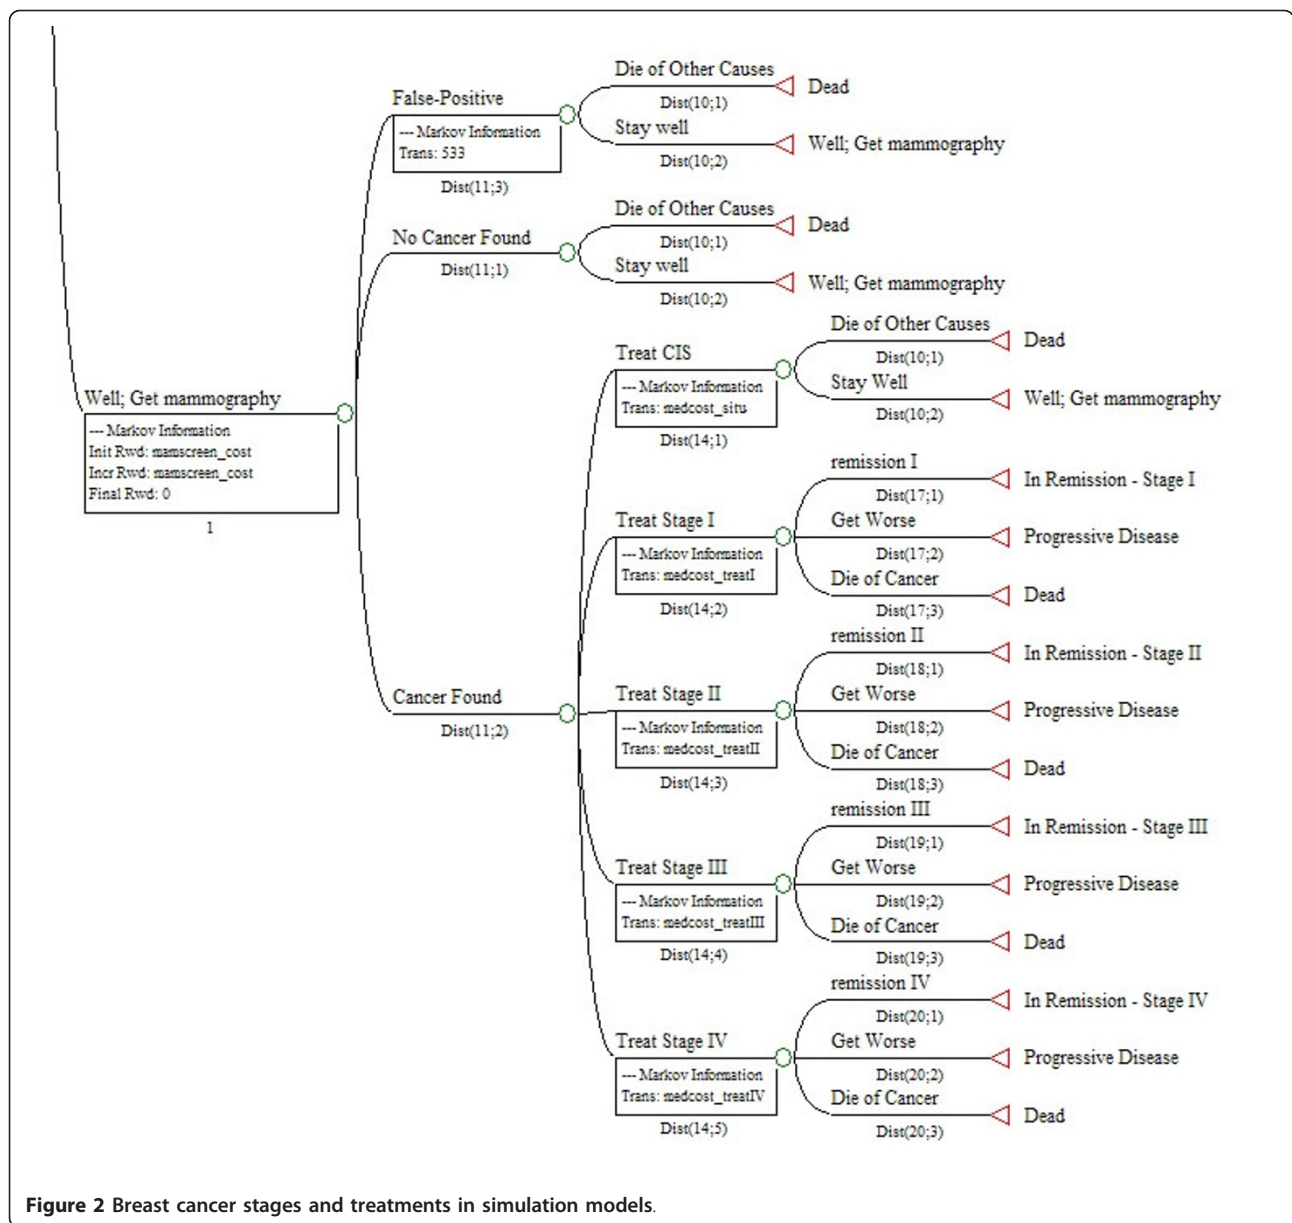 Die of Other Causes
Dead
Dist(10;1)
False-Positive
Stay well
--- Markov Information
Trans: 533
Well; Get mammography
Dist(10;2)
Dist(11;3)
Die of Other Causes
Dead
Dist(10;1)
No Cancer Found
Stay well
Dist(11;1)
Well; Get mammography
Dist(10;2)
Die of Other Causes
Dead
Dist(10;1)
Treat CIS
--- Markov Information
Trans: medcost_situ
Stay Well
Well; Get mammography
Dist(10;2)
Dist(14;1)
Well; Get mammography
--- Markov Information
Init Rwd: mamscreen_cost
Incr Rwd: mamscreen_cost
Final Rwd: 0
1
remission I
In Remission - Stage I
Dist(17;1)
Treat Stage I
--- Markov Information
Trans: medcost_treatI
Get Worse
Progressive Disease
Dist(17;2)
Die of Cancer
Dead
Dist(14;2)
Dist(17;3)
remission II
In Remission - Stage II
Dist(18;1)
Cancer Found
Dist(11;2)
Treat Stage II
--- Markov Information
Trans: medcost_treatII
Get Worse
Progressive Disease
Dist(18;2)
Die of Cancer
Dead
Dist(14;3)
Dist(18;3)
remission III
In Remission - Stage III
Dist(19;1)
Treat Stage III
--- Markov Information
Trans: medcost_treatIII
Get Worse
Progressive Disease
Dist(19;2)
Die of Cancer
Dead
Dist(14;4)
Dist(19;3)
remission IV
In Remission - Stage IV
Dist(20;1)
Treat Stage IV
--- Markov Information
Trans: medcost_treatIV
Get Worse
Progressive Disease
Dist(20;2)
Die of Cancer
Dead
Dist(14;5)
Dist(20;3)
Figure 2 Breast cancer stages and treatments in simulation models.